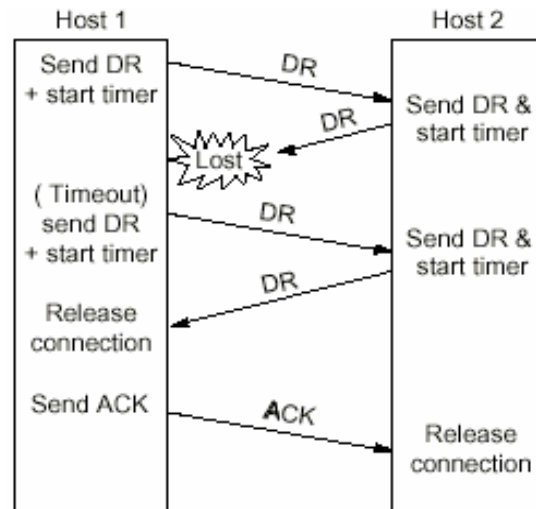 Host 1
Host 2
Send DR
+ start timer
DR
Send DR &
start timer
DR
Lost
( Timeout)
send DR
+ start timer
DR
Send DR &
start timer
DR
Release
connection
Send ACK
ACK
Release
connection